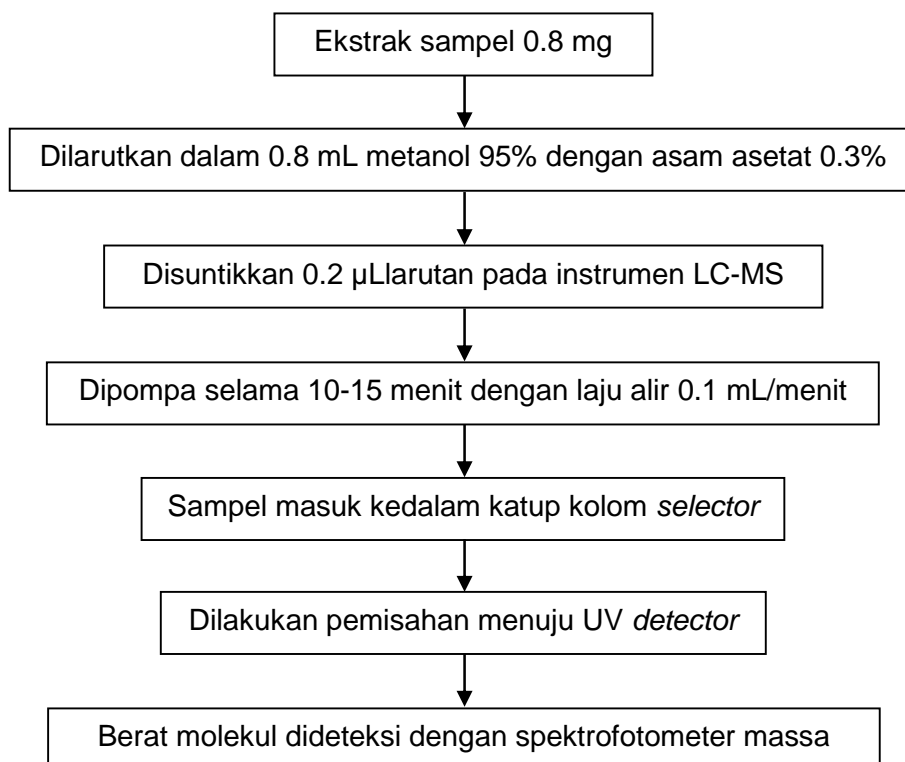 Ekstrak sampel 0.8 mg
Dilarutkan dalam 0.8 mL metanol 95% dengan asam asetat 0.3%
Disuntikkan 0.2 µLlarutan pada instrumen LC-MS
Dipompa selama 10-15 menit dengan laju alir 0.1 mL/menit
Sampel masuk kedalam katup kolom selector
Dilakukan pemisahan menuju UV detector
Berat molekul dideteksi dengan spektrofotometer massa